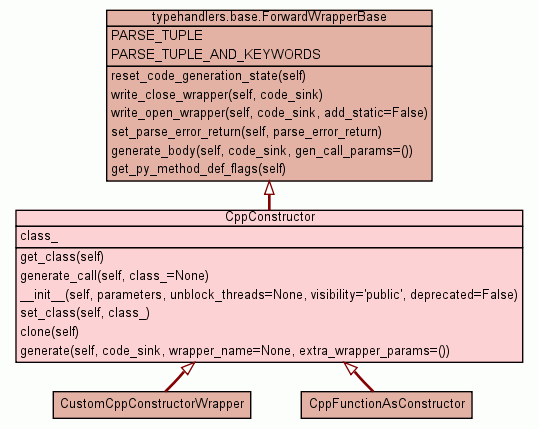 typehandlers.base.ForwardWrapperBase
PARSE_TUPLE
PARSE_TUPLE_AND_KEYWORDS
reset_code_generation_state(self)
write_close_wrapper(self, code_sink)
write_open_wrapper(self, code_sink, add_static=False)
set_parse_error_return(self, parse_error_return)
generate_body(self, code_sink, gen_call_params=())
get_py_method_def_flags(self)
CppConstructor
class_
get_class(self)
generate_call(self, class_=None)
__init__(self, parameters, unblock_threads=None, visibility='public', deprecated=False)
set_class(self, class_)
clone(self)
generate(self, code_sink, wrapper_name=None, extra_wrapper_params=())
CustomCppConstructorWrapper
CppFunctionAsConstructor